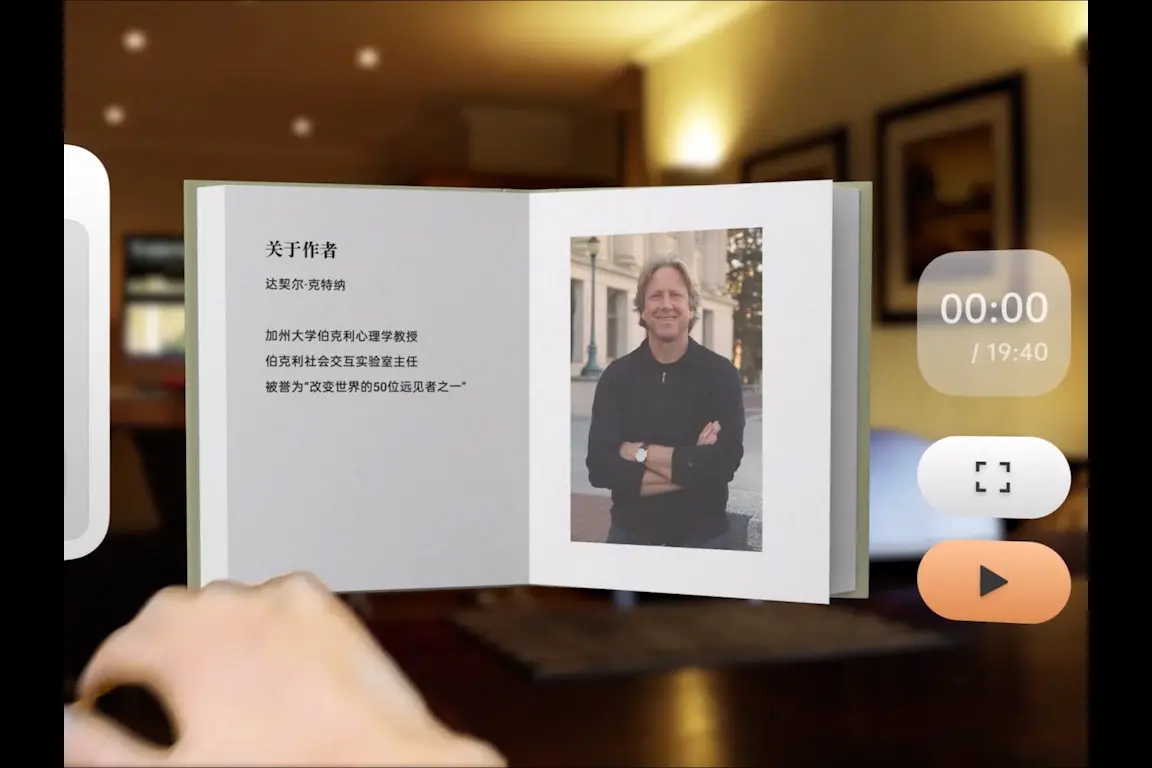 关于作者
达契尔·克特纳
加州大学伯克利心理学教授
伯克利社会交互实验室主任
被誉为“改变世界的50位远见者之一”
00:00
/ 19:40